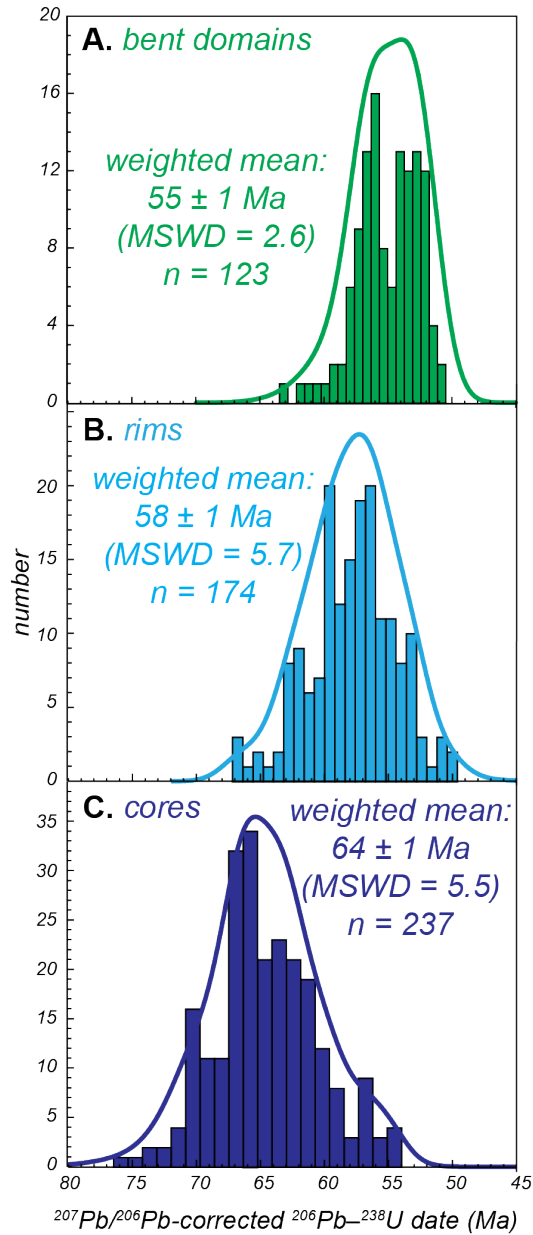 20
A. bent domains
16
weighted mean:
12
55 ± 1 Ma
(MSWD = 2.6)
8
n = 123
4
0
B. rims
20
weighted mean:
58 ± 1 Ma
15
(MSWD = 5.7)
number
n = 174
10
5
0
C. cores
weighted mean:
35
64 ± 1 Ma
30
(MSWD = 5.5)
25
n = 237
20
15
10
5
0
80 75 70 65 60 55 50 45
²⁰⁷Pb/²⁰⁶Pb-corrected ²⁰⁶Pb–²³⁸U date (Ma)